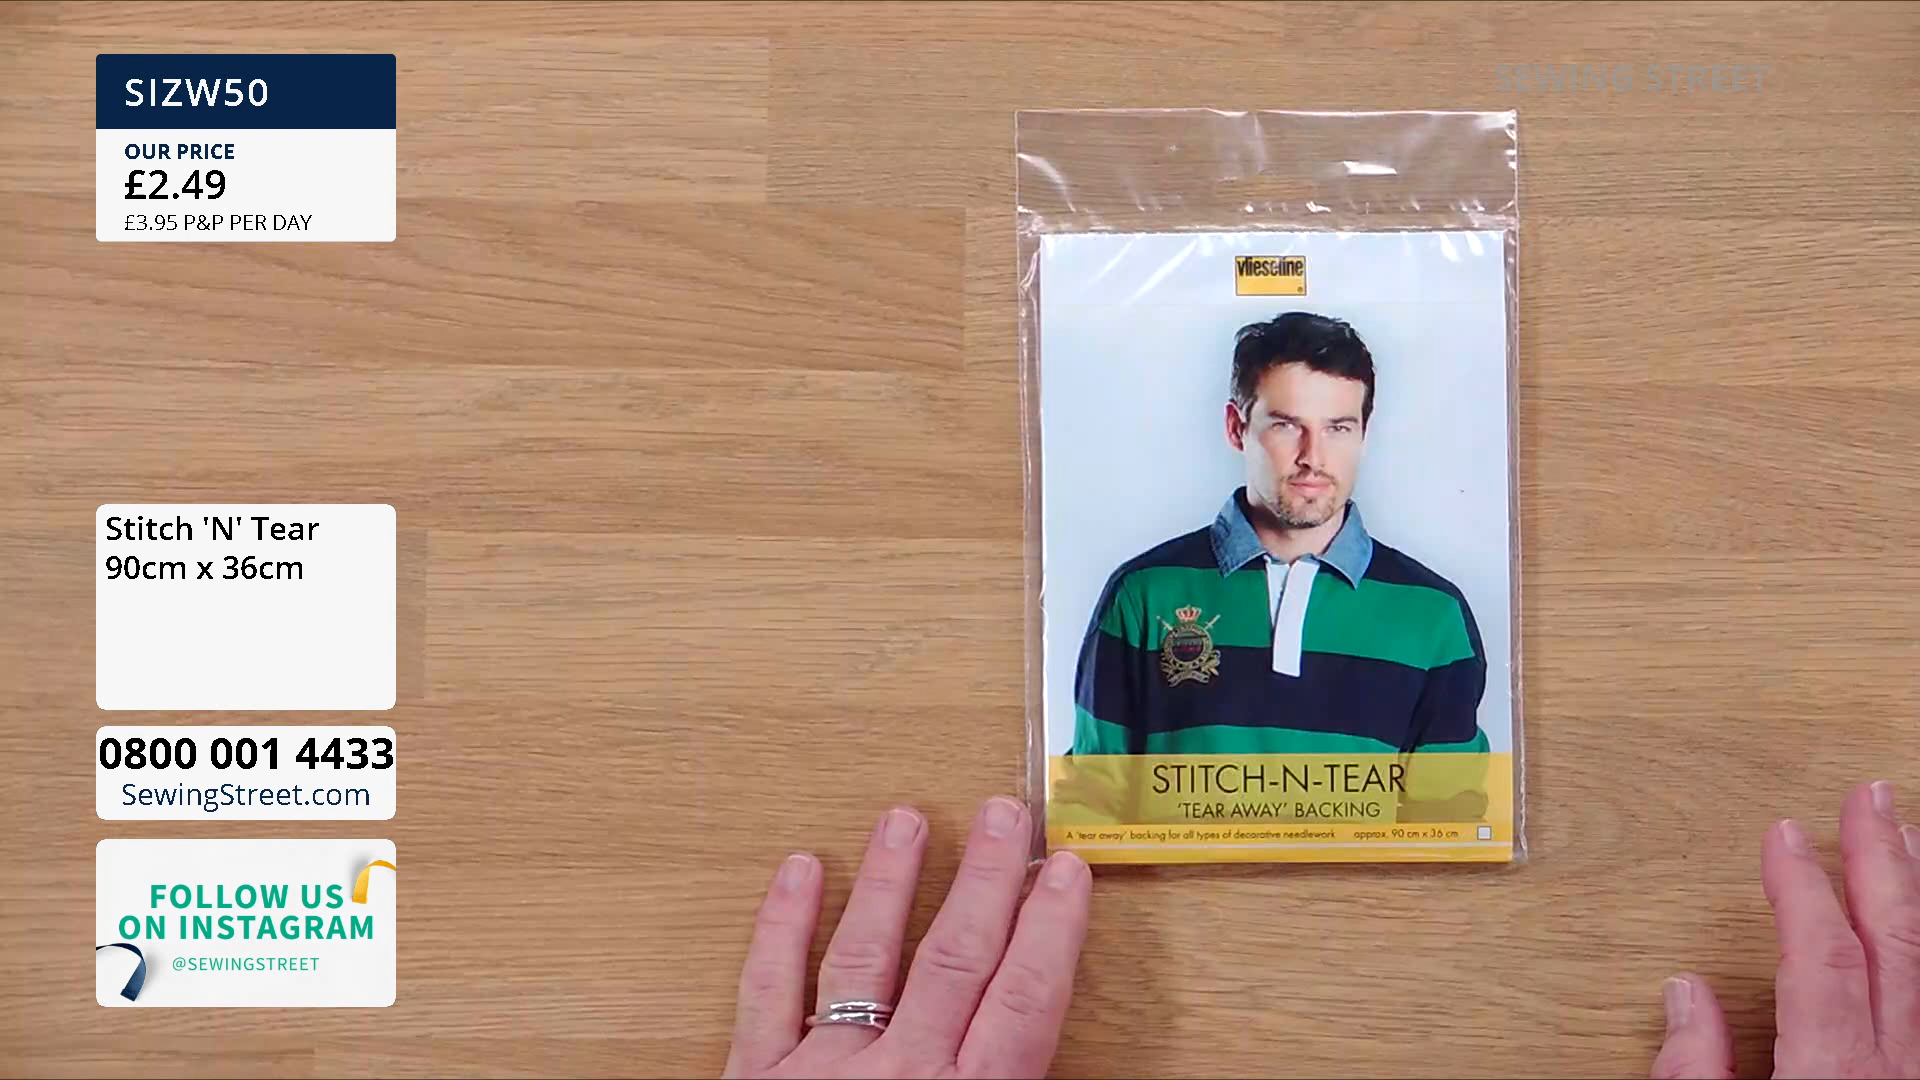 SIZW50
OUR PRICE
£2.49
£3.95 P&P PER DAY
Stitch 'N' Tear
90cm x 36cm
0800 001 4433
SewingStreet.com
FOLLOW US
ON INSTAGRAM
@SEWINGSTREET
SEWING STREET
vlieseline
STITCH-N-TEAR
'TEAR AWAY' BACKING
A 'tear away' backing for all types of decorative needlework approx. 90 cm x 36 cm